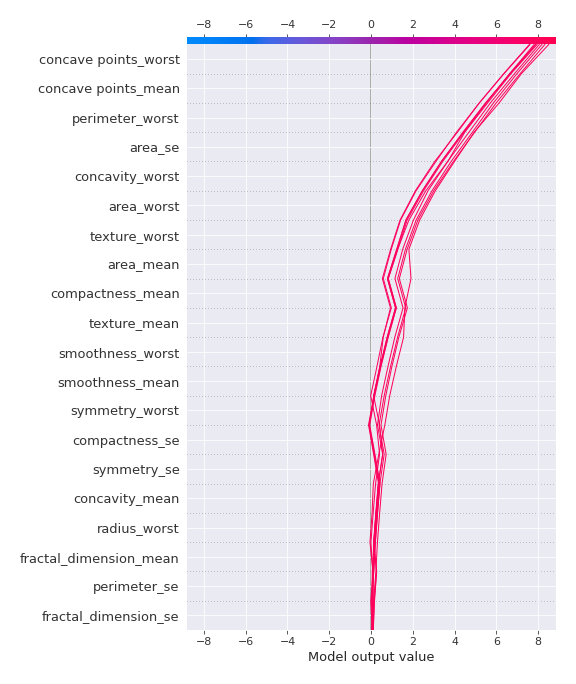 −8 −6 −4 −2 0 2 4 6 8
concave points_worst
concave points_mean
perimeter_worst
area_se
concavity_worst
area_worst
texture_worst
area_mean
compactness_mean
texture_mean
smoothness_worst
smoothness_mean
symmetry_worst
compactness_se
symmetry_se
concavity_mean
radius_worst
fractal_dimension_mean
perimeter_se
fractal_dimension_se
−8 −6 −4 −2 0 2 4 6 8
Model output value